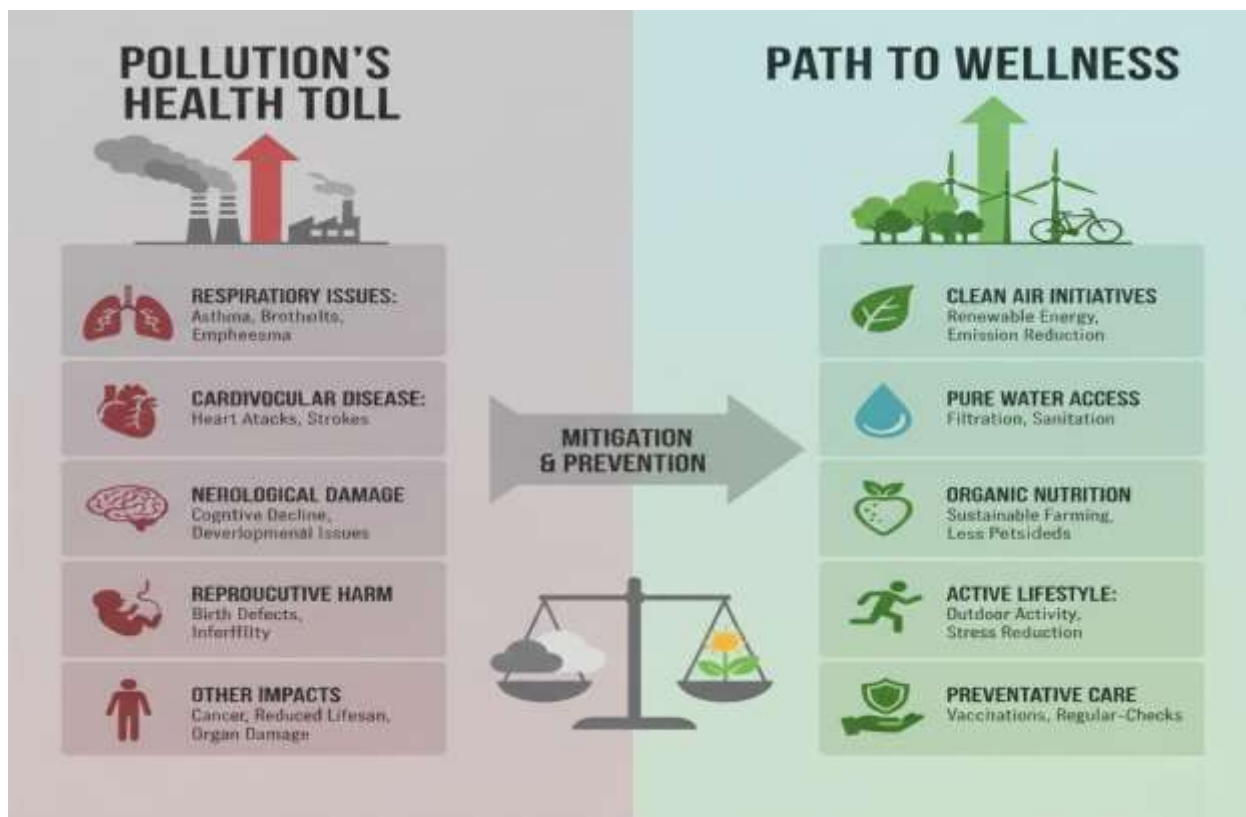 POLLUTION'S
HEALTH TOLL
RESPIRATIORY ISSUES:
Asthma, Brotholts,
Empheesma
CARDIVOCULAR DISEASE:
Heart Atacks, Strokes
NEROLOGICAL DAMAGE
Cogntive Decline,
Deverlopmenal Issues
REPROUCUTIVE HARM
Birth Defects,
Inferffility
OTHER IMPACTS
Cancer, Reduced Lifesan,
Organ Damage
MITIGATION
& PREVENTION
PATH TO WELLNESS
CLEAN AIR INITIATIVES
Renewable Energy,
Emission Reduction
PURE WATER ACCESS
Filtration, Sanitation
ORGANIC NUTRITION
Sustainable Farming,
Less Petsideds
ACTIVE LIFESTYLE:
Outdoor Activity,
Stress Reduction
PREVENTATIVE CARE
Vaccinations, Regular-Checks